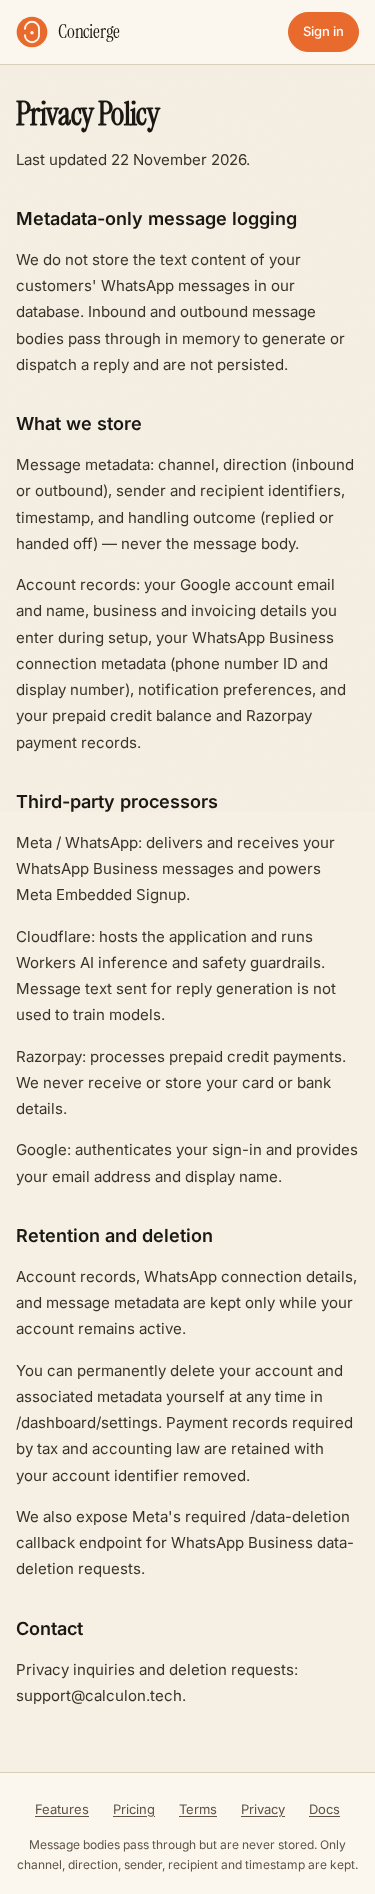 Concierge
Sign in
Privacy Policy
Last updated 22 November 2026.
Metadata-only message logging
We do not store the text content of your
customers' WhatsApp messages in our
database. Inbound and outbound message
bodies pass through in memory to generate or
dispatch a reply and are not persisted.
What we store
Message metadata: channel, direction (inbound
or outbound), sender and recipient identifiers,
timestamp, and handling outcome (replied or
handed off) — never the message body.
Account records: your Google account email
and name, business and invoicing details you
enter during setup, your WhatsApp Business
connection metadata (phone number ID and
display number), notification preferences, and
your prepaid credit balance and Razorpay
payment records.
Third-party processors
Meta / WhatsApp: delivers and receives your
WhatsApp Business messages and powers
Meta Embedded Signup.
Cloudflare: hosts the application and runs
Workers AI inference and safety guardrails.
Message text sent for reply generation is not
used to train models.
Razorpay: processes prepaid credit payments.
We never receive or store your card or bank
details.
Google: authenticates your sign-in and provides
your email address and display name.
Retention and deletion
Account records, WhatsApp connection details,
and message metadata are kept only while your
account remains active.
You can permanently delete your account and
associated metadata yourself at any time in
/dashboard/settings. Payment records required
by tax and accounting law are retained with
your account identifier removed.
We also expose Meta's required /data-deletion
callback endpoint for WhatsApp Business data-
deletion requests.
Contact
Privacy inquiries and deletion requests:
support@calculon.tech.
Features Pricing Terms Privacy Docs
Message bodies pass through but are never stored. Only
channel, direction, sender, recipient and timestamp are kept.